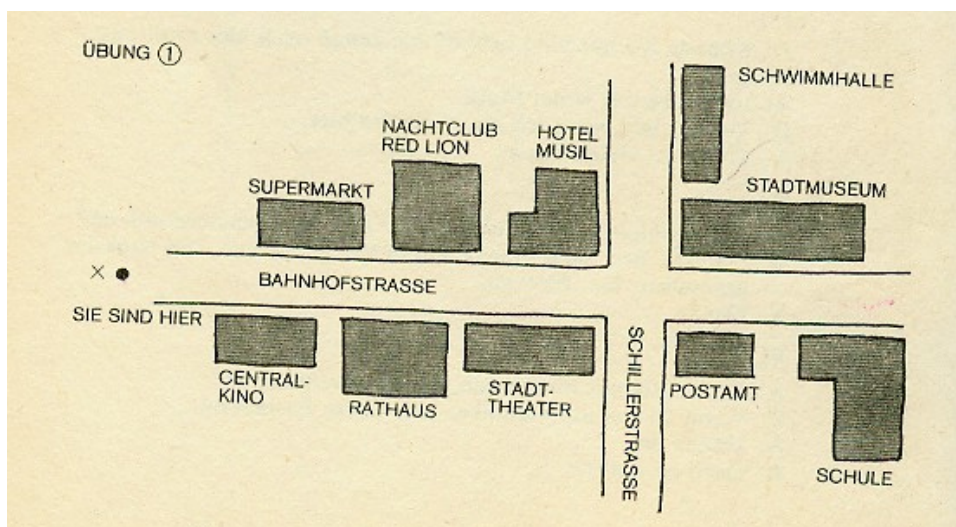 ÜBUNG ①
SCHWIMMHALLE
NACHTCLUB
RED LION
HOTEL
MUSIL
SUPERMARKT
STADTMUSEUM
× ●
BAHNHOFSTRASSE
SIE SIND HIER
CENTRAL-
KINO
RATHAUS
STADT-
THEATER
SCHILLERSTRASSE
POSTAMT
SCHULE